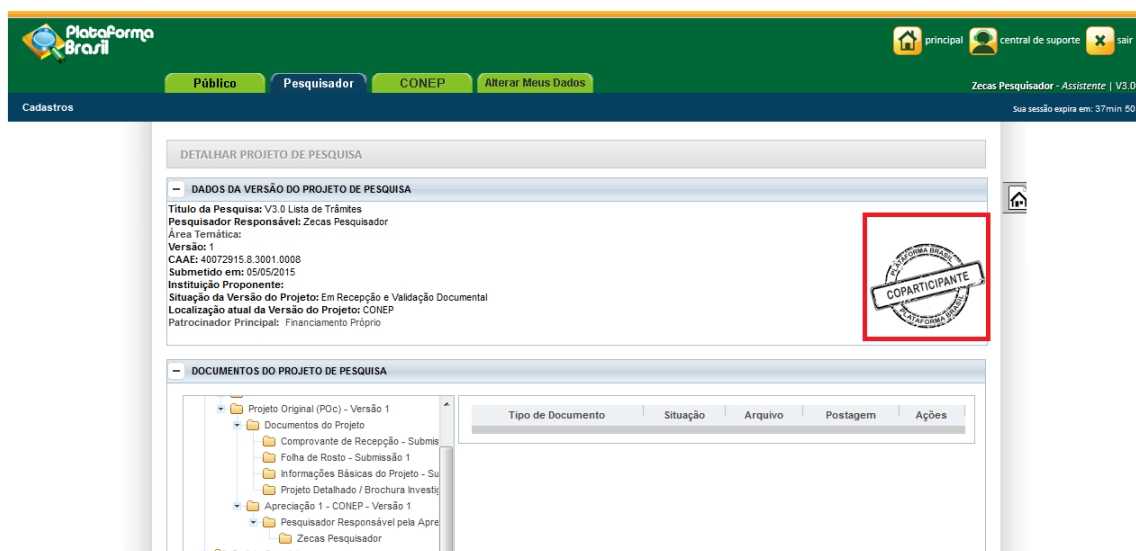 Plataforma
Brasil
principal
central de suporte
sair
Público
Pesquisador
CONEP
Alterar Meus Dados
Zecas Pesquisador - Assistente | V3.0
Cadastros
Sua sessão expira em: 37min 50
DETALHAR PROJETO DE PESQUISA
DADOS DA VERSÃO DO PROJETO DE PESQUISA
Título da Pesquisa: V3.0 Lista de Trâmites
Pesquisador Responsável: Zecas Pesquisador
Área Temática:
Versão: 1
CAAE: 40072915.8.3001.0008
Submetido em: 05/05/2015
Instituição Proponente:
Situação da Versão do Projeto: Em Recepção e Validação Documental
Localização atual da Versão do Projeto: CONEP
Patrocinador Principal: Financiamento Próprio
PLATAFORMA BRASIL
COPARTICIPANTE
PLATAFORMA BRASIL
DOCUMENTOS DO PROJETO DE PESQUISA
Projeto Original (POc) - Versão 1
Documentos do Projeto
Comprovante de Recepção - Submis
Folha de Rosto - Submissão 1
Informações Básicas do Projeto - Su
Projeto Detalhado / Brochura Investig
Apreciação 1 - CONEP - Versão 1
Pesquisador Responsável pela Apre
Zecas Pesquisador
Tipo de Documento
Situação
Arquivo
Postagem
Ações